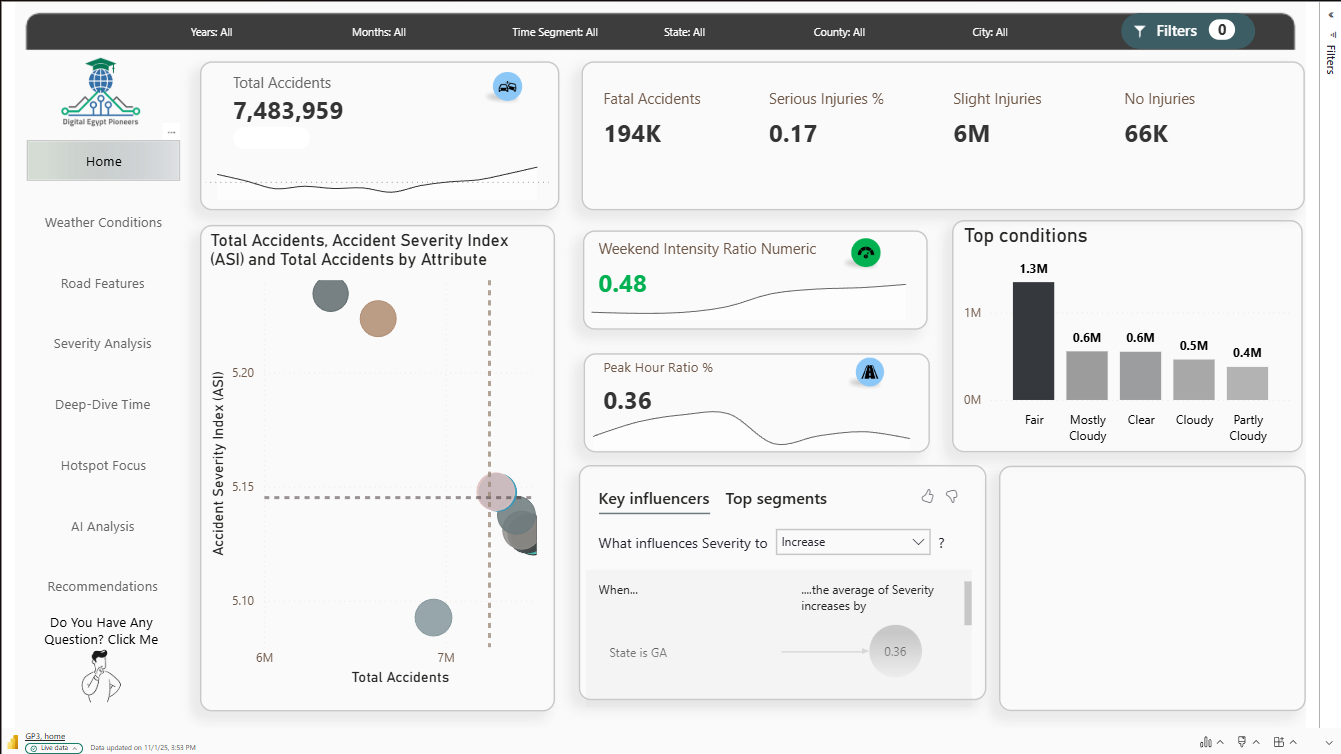 Years: All
Months: All
Time Segment: All
State: All
County: All
City: All
Filters
0
«
Filters
Digital Egypt Pioneers
...
Home
Weather Conditions
Road Features
Severity Analysis
Deep-Dive Time
Hotspot Focus
AI Analysis
Recommendations
Do You Have Any
Question? Click Me
Total Accidents
7,483,959
Fatal Accidents
194K
Serious Injuries %
0.17
Slight Injuries
6M
No Injuries
66K
Total Accidents, Accident Severity Index
(ASI) and Total Accidents by Attribute
Accident Severity Index (ASI)
5.20
5.15
5.10
6M
7M
Total Accidents
Weekend Intensity Ratio Numeric
0.48
Peak Hour Ratio %
0.36
Top conditions
1M
0M
1.3M
0.6M
0.6M
0.5M
0.4M
Fair
Mostly
Cloudy
Clear
Cloudy
Partly
Cloudy
Key influencers
Top segments
What influences Severity to
Increase
?
When...
....the average of Severity
increases by
State is GA
0.36
GP3, home
Live data
Data updated on 11/1/25, 3:53 PM